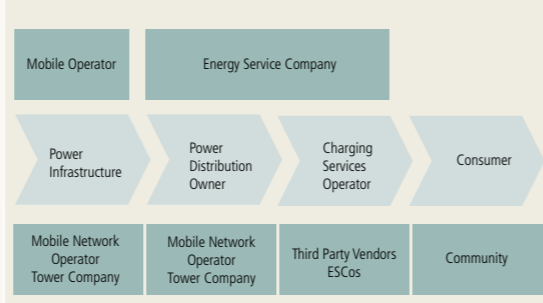 Mobile Operator
Energy Service Company
Power
Infrastructure
Power
Distribution
Owner
Charging
Services
Operator
Consumer
Mobile Network
Operator
Tower Company
Mobile Network
Operator
Tower Company
Third Party Vendors
ESCos
Community